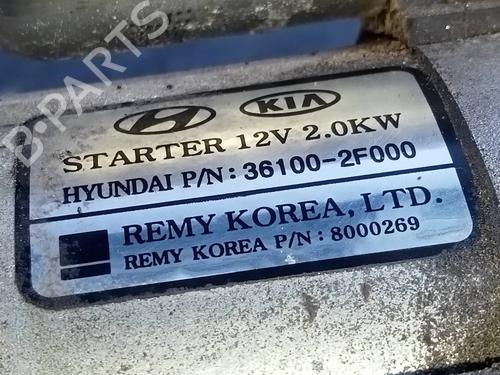 B-PARTS
KIA
STARTER 12V 2.0KW
HYUNDAI P/N: 36100-2F000
REMY KOREA, LTD.
REMY KOREA P/N : 8000269